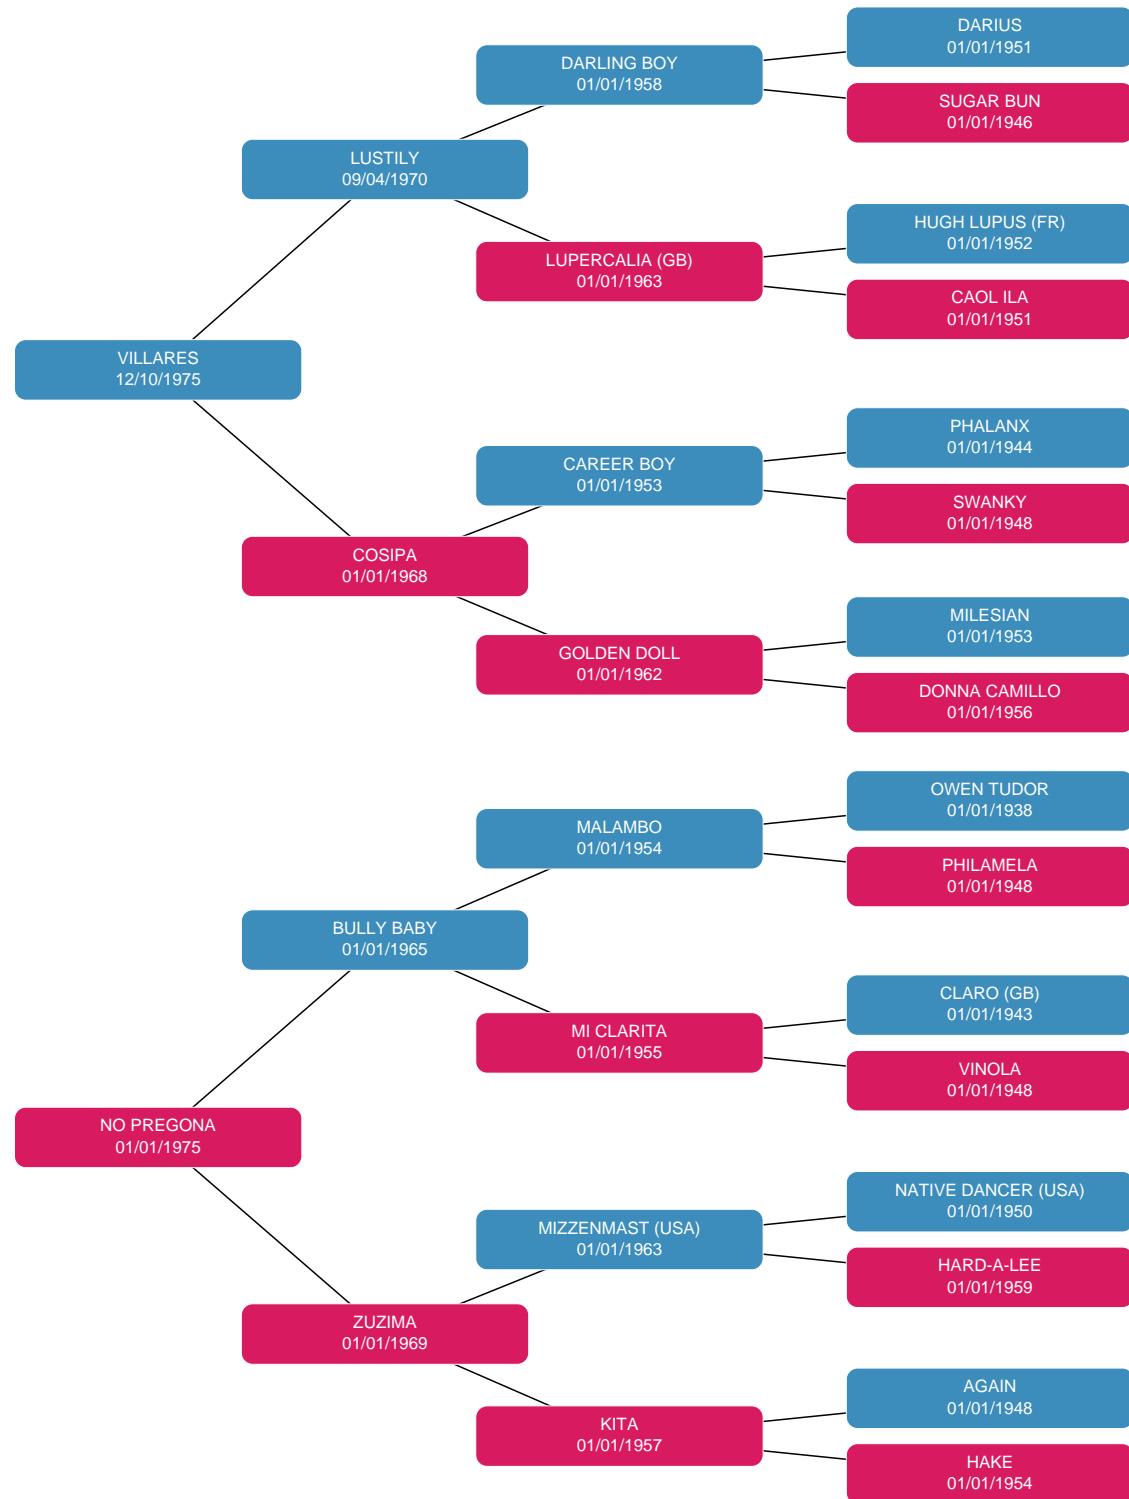 DARIUS
01/01/1951
DARLING BOY
01/01/1958
SUGAR BUN
01/01/1946
LUSTILY
09/04/1970
HUGH LUPUS (FR)
01/01/1952
LUPERCALIA (GB)
01/01/1963
CAOL ILA
01/01/1951
VILLARES
12/10/1975
PHALANX
01/01/1944
CAREER BOY
01/01/1953
SWANKY
01/01/1948
COSIPA
01/01/1968
MILESIAN
01/01/1953
GOLDEN DOLL
01/01/1962
DONNA CAMILLO
01/01/1956
OWEN TUDOR
01/01/1938
MALAMBO
01/01/1954
PHILAMELA
01/01/1948
BULLY BABY
01/01/1965
CLARO (GB)
01/01/1943
MI CLARITA
01/01/1955
VINOLA
01/01/1948
NO PREGONA
01/01/1975
NATIVE DANCER (USA)
01/01/1950
MIZZENMAST (USA)
01/01/1963
HARD-A-LEE
01/01/1959
ZUZIMA
01/01/1969
AGAIN
01/01/1948
KITA
01/01/1957
HAKE
01/01/1954